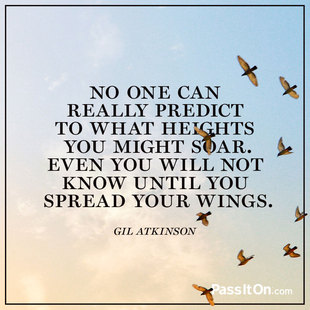 NO ONE CAN
REALLY PREDICT
TO WHAT HEIGHTS
YOU MIGHT SOAR.
EVEN YOU WILL NOT
KNOW UNTIL YOU
SPREAD YOUR WINGS.
GIL ATKINSON
PassItOn.com